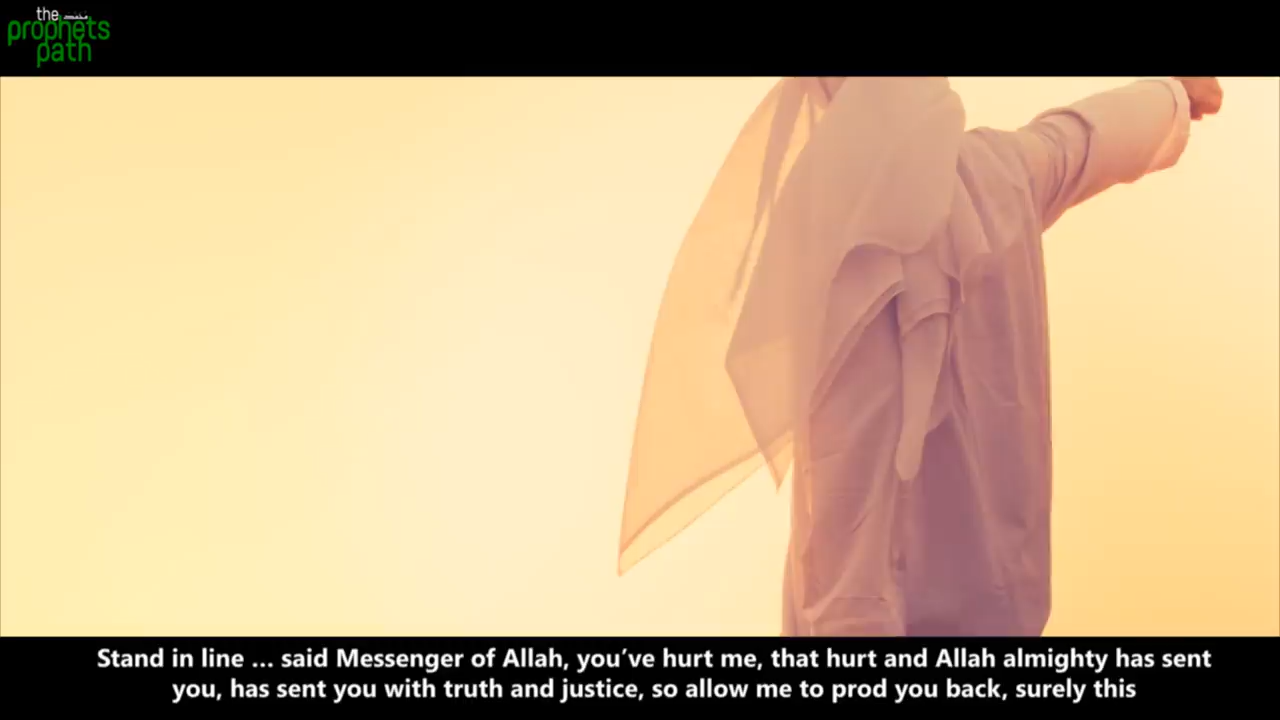 the
prophets
path
Stand in line ... said Messenger of Allah, you’ve hurt me, that hurt and Allah almighty has sent
you, has sent you with truth and justice, so allow me to prod you back, surely this